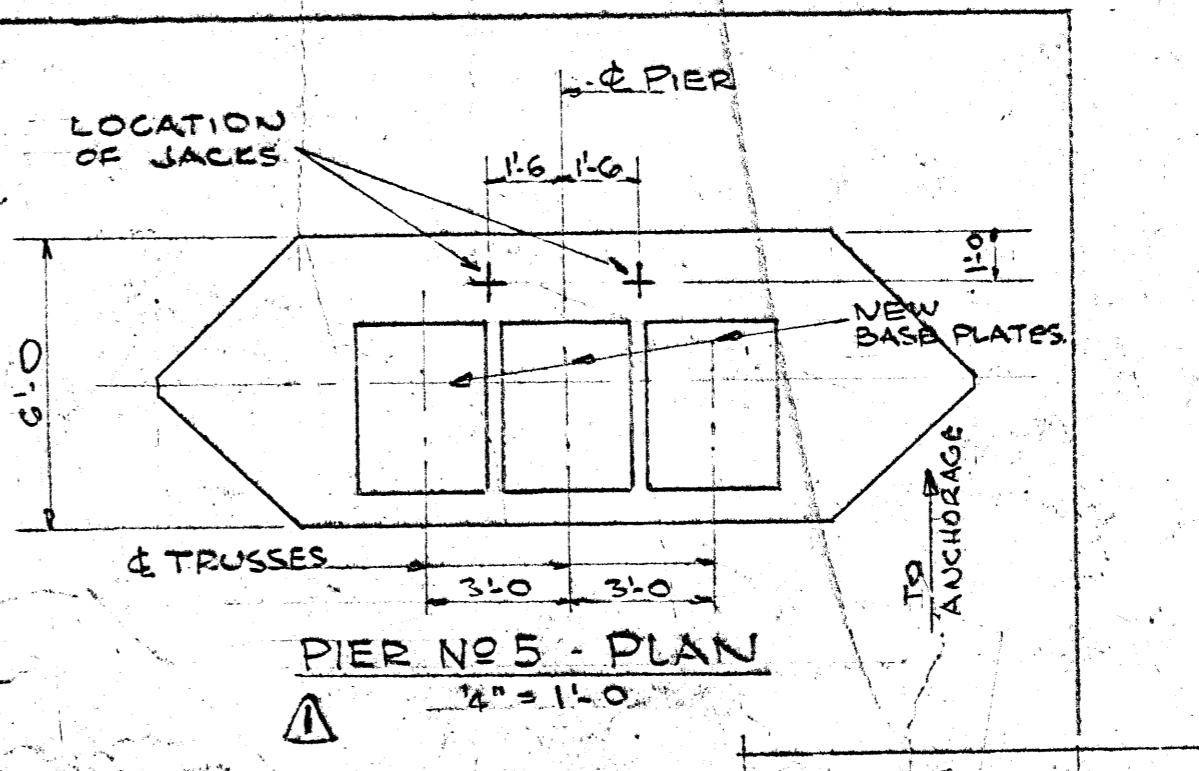 ℄ PIER
LOCATION
OF JACKS
1'-6 1'-6
1'-0
NEW
BASE PLATES.
6'-0
TO
ANCHORAGE
℄ TRUSSES
3'-0 3'-0
PIER Nº 5 - PLAN
1/4" = 1'-0
1